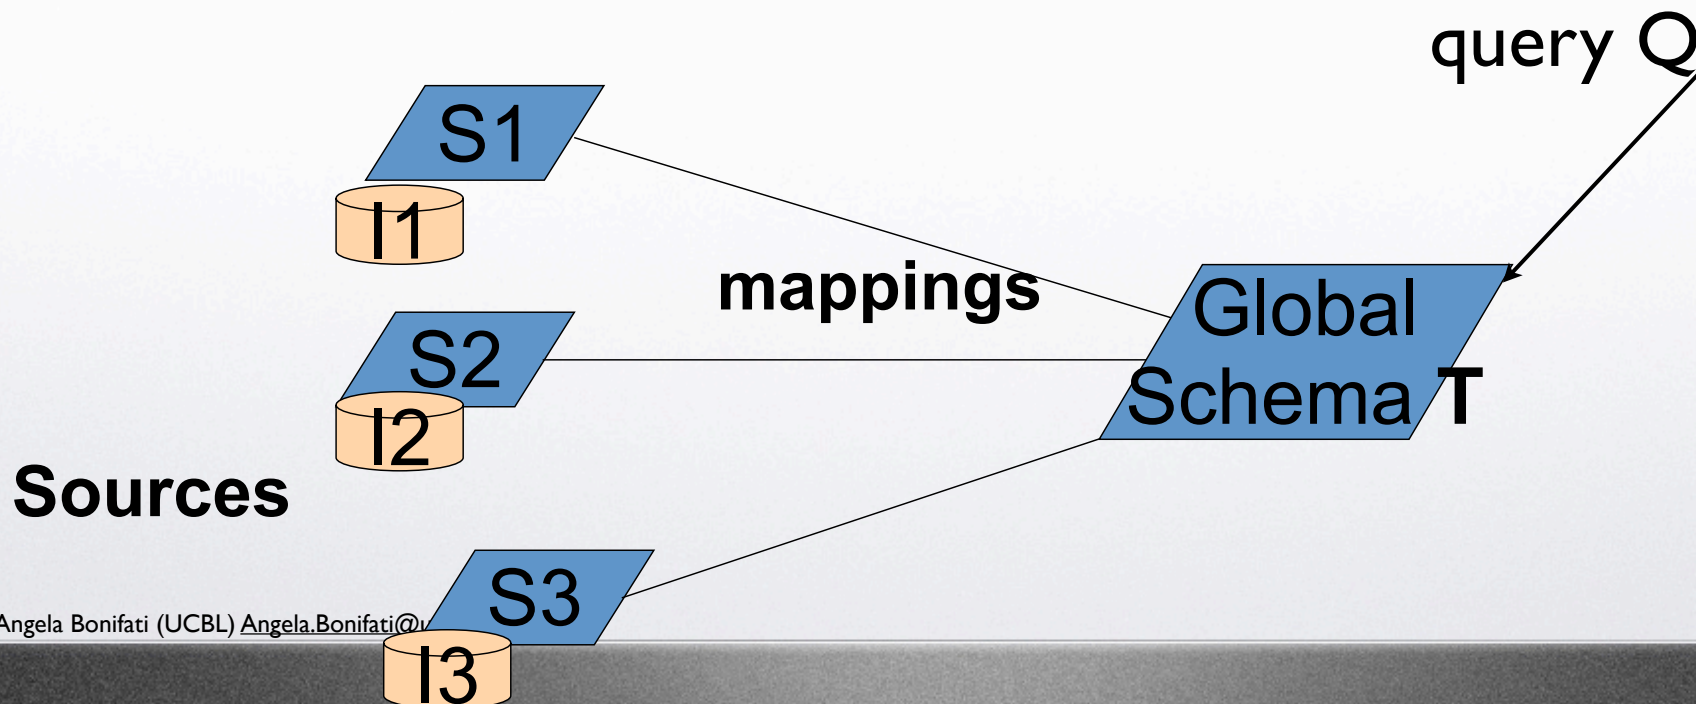 query Q
S1
I1
mappings
Global
Schema T
S2
I2
Sources
S3
Angela Bonifati (UCBL) Angela.Bonifati@
I3